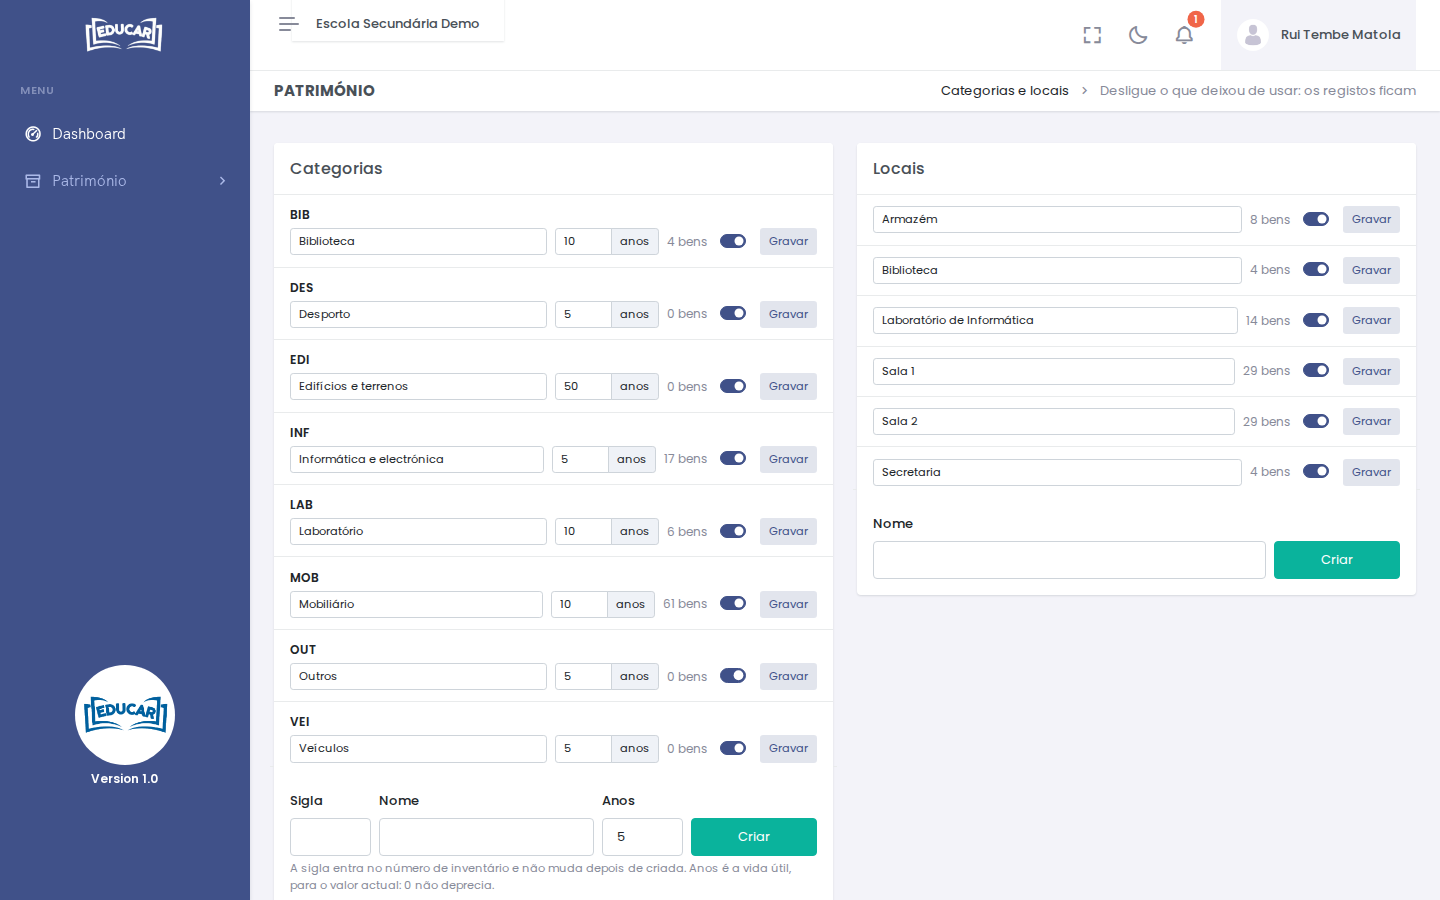 EDUCAR
Escola Secundária Demo
1
Rui Tembe Matola
MENU
Dashboard
Património
EDUCAR
Version 1.0
PATRIMÓNIO
Categorias e locais > Desligue o que deixou de usar: os registos ficam
Categorias
BIB
Biblioteca 10 anos 4 bens Gravar
DES
Desporto 5 anos 0 bens Gravar
EDI
Edifícios e terrenos 50 anos 0 bens Gravar
INF
Informática e electrónica 5 anos 17 bens Gravar
LAB
Laboratório 10 anos 6 bens Gravar
MOB
Mobiliário 10 anos 61 bens Gravar
OUT
Outros 5 anos 0 bens Gravar
VEI
Veículos 5 anos 0 bens Gravar
Sigla Nome Anos
5 Criar
A sigla entra no número de inventário e não muda depois de criada. Anos é a vida útil,
para o valor actual: 0 não deprecia.
Locais
Armazém 8 bens Gravar
Biblioteca 4 bens Gravar
Laboratório de Informática 14 bens Gravar
Sala 1 29 bens Gravar
Sala 2 29 bens Gravar
Secretaria 4 bens Gravar
Nome
Criar